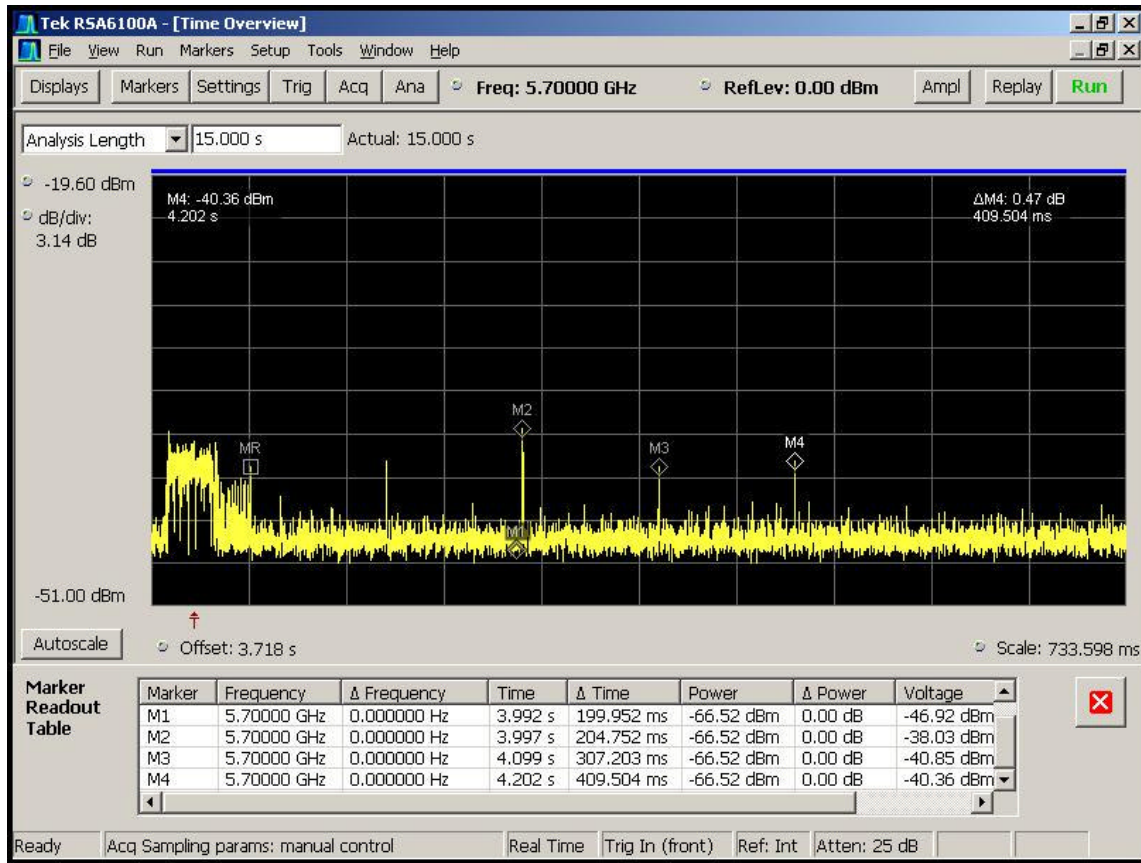 Tek RSA6100A - [Time Overview]
File View Run Markers Setup Tools Window Help
Displays Markers Settings Trig Acq Ana Freq: 5.70000 GHz RefLev: 0.00 dBm Ampl Replay Run
Analysis Length 15.000 s Actual: 15.000 s
-19.60 dBm
dB/div:
3.14 dB
M4: -40.36 dBm
4.202 s
ΔM4: 0.47 dB
409.504 ms
M2
MR
M3
M4
M1
-51.00 dBm
Autoscale Offset: 3.718 s Scale: 733.598 ms
Marker Readout Table
Marker Frequency Δ Frequency Time Δ Time Power Δ Power Voltage
M1 5.70000 GHz 0.000000 Hz 3.992 s 199.952 ms -66.52 dBm 0.00 dB -46.92 dBm
M2 5.70000 GHz 0.000000 Hz 3.997 s 204.752 ms -66.52 dBm 0.00 dB -38.03 dBm
M3 5.70000 GHz 0.000000 Hz 4.099 s 307.203 ms -66.52 dBm 0.00 dB -40.85 dBm
M4 5.70000 GHz 0.000000 Hz 4.202 s 409.504 ms -66.52 dBm 0.00 dB -40.36 dBm
Ready Acq Sampling params: manual control Real Time Trig In (front) Ref: Int Atten: 25 dB